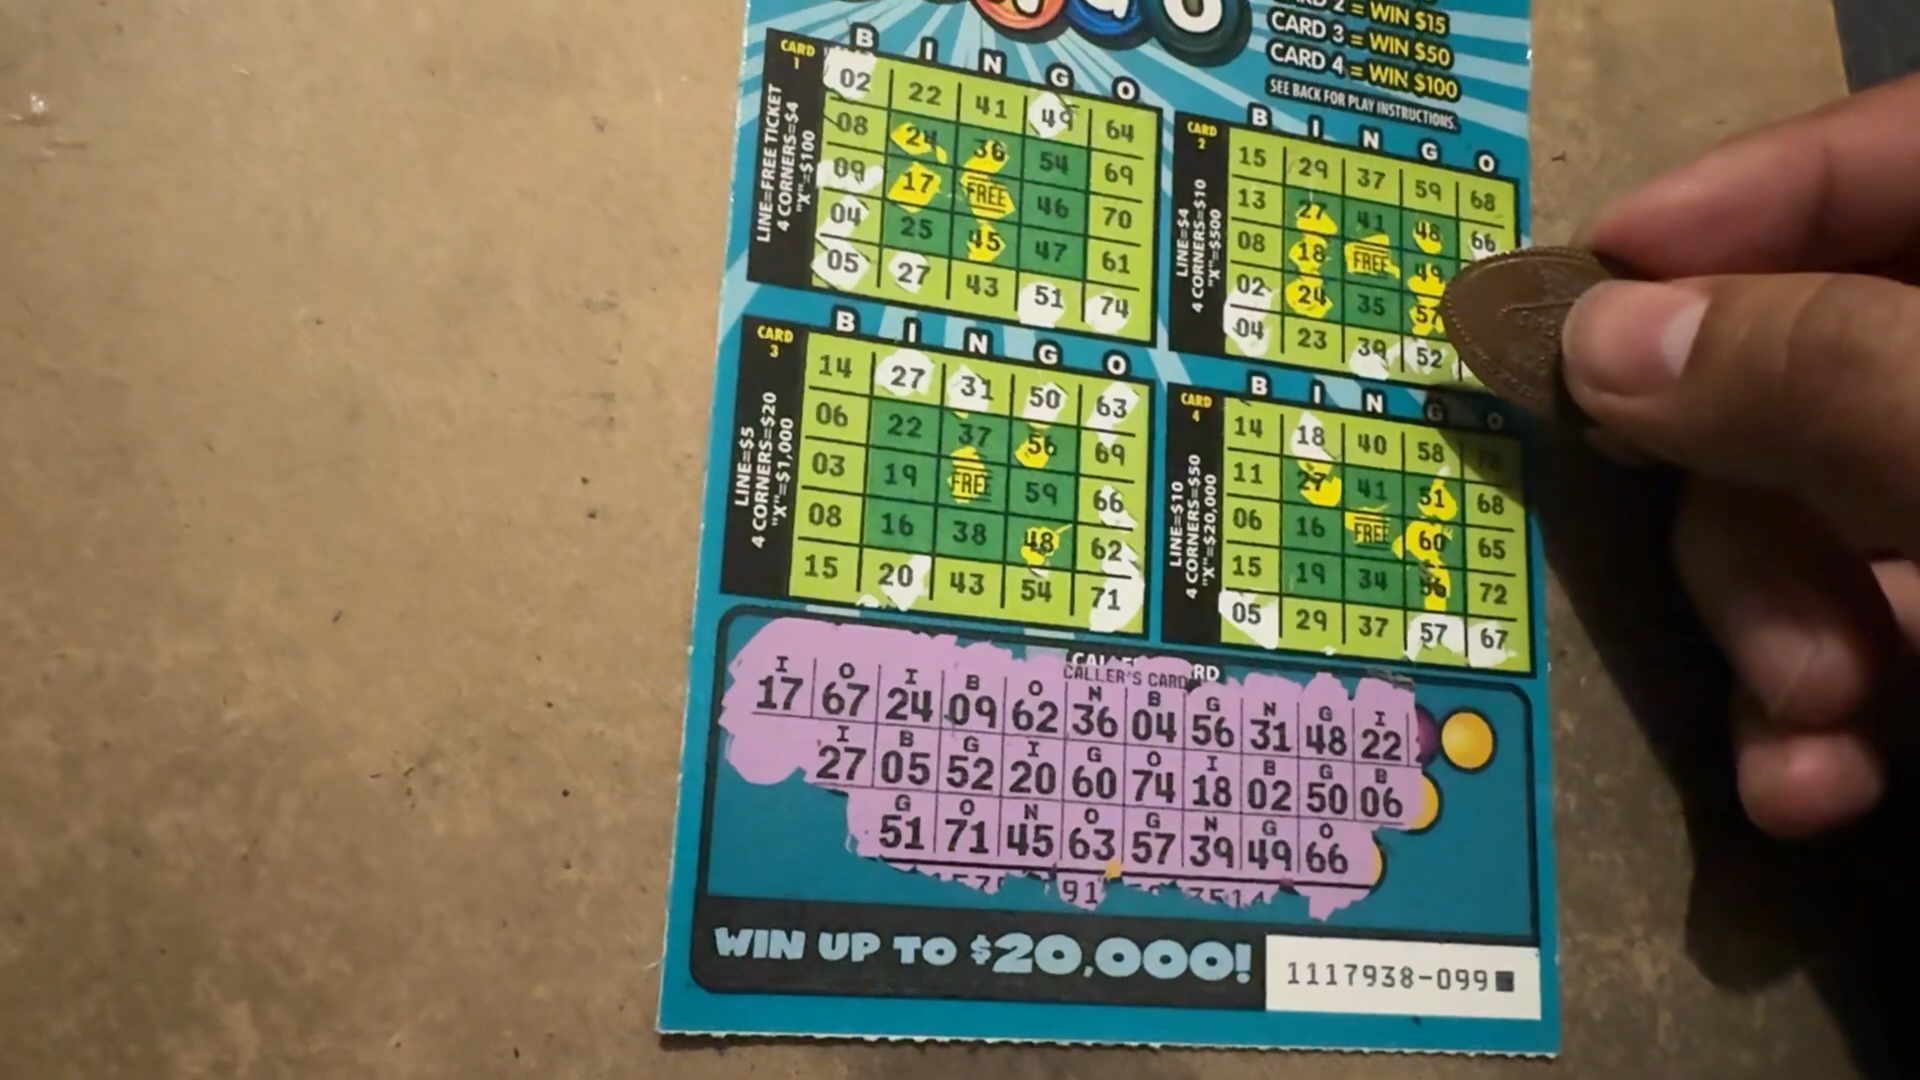 CARD 2 = WIN $15
CARD 3 = WIN $50
CARD 4 = WIN $100
SEE BACK FOR PLAY INSTRUCTIONS.
CARD 1
LINE=FREE TICKET
4 CORNERS=$4
"X"=$100
B I N G O
02 22 41 49 64
08 24 36 54 69
09 17 FREE 46 70
04 25 45 47 61
05 27 43 51 74
CARD 2
LINE=$4
4 CORNERS=$10
"X"=$500
B I N G O
15 29 37 59 68
13 27 41 48 66
08 18 FREE 49
02 24 35 57
04 23 39 52
CARD 3
LINE=$5
4 CORNERS=$20
"X"=$1,000
B I N G O
14 27 31 50 63
06 22 37 56 69
03 19 FREE 59 66
08 16 38 48 62
15 20 43 54 71
CARD 4
LINE=$10
4 CORNERS=$50
"X"=$20,000
B I N G O
14 18 40 58
11 27 41 51 68
06 16 FREE 60 65
15 19 34 56 72
05 29 37 57 67
CALLER'S CARD
I O I B O N B G N G I
17 67 24 09 62 36 04 56 31 48 22
I B G I G O I B G B
27 05 52 20 60 74 18 02 50 06
G O N O G N G O
51 71 45 63 57 39 49 66
WIN UP TO $20,000!
1117938-099